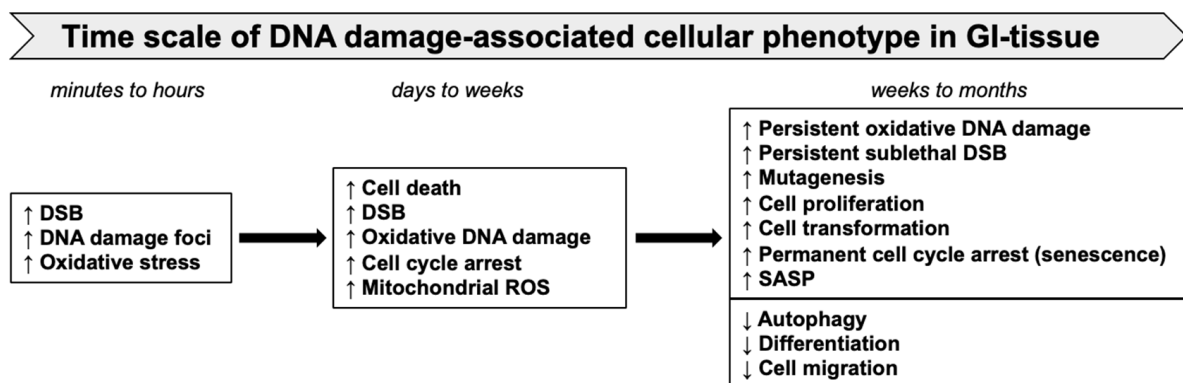 Time scale of DNA damage-associated cellular phenotype in GI-tissue
minutes to hours
days to weeks
weeks to months
↑ DSB
↑ DNA damage foci
↑ Oxidative stress
↑ Cell death
↑ DSB
↑ Oxidative DNA damage
↑ Cell cycle arrest
↑ Mitochondrial ROS
↑ Persistent oxidative DNA damage
↑ Persistent sublethal DSB
↑ Mutagenesis
↑ Cell proliferation
↑ Cell transformation
↑ Permanent cell cycle arrest (senescence)
↑ SASP
↓ Autophagy
↓ Differentiation
↓ Cell migration